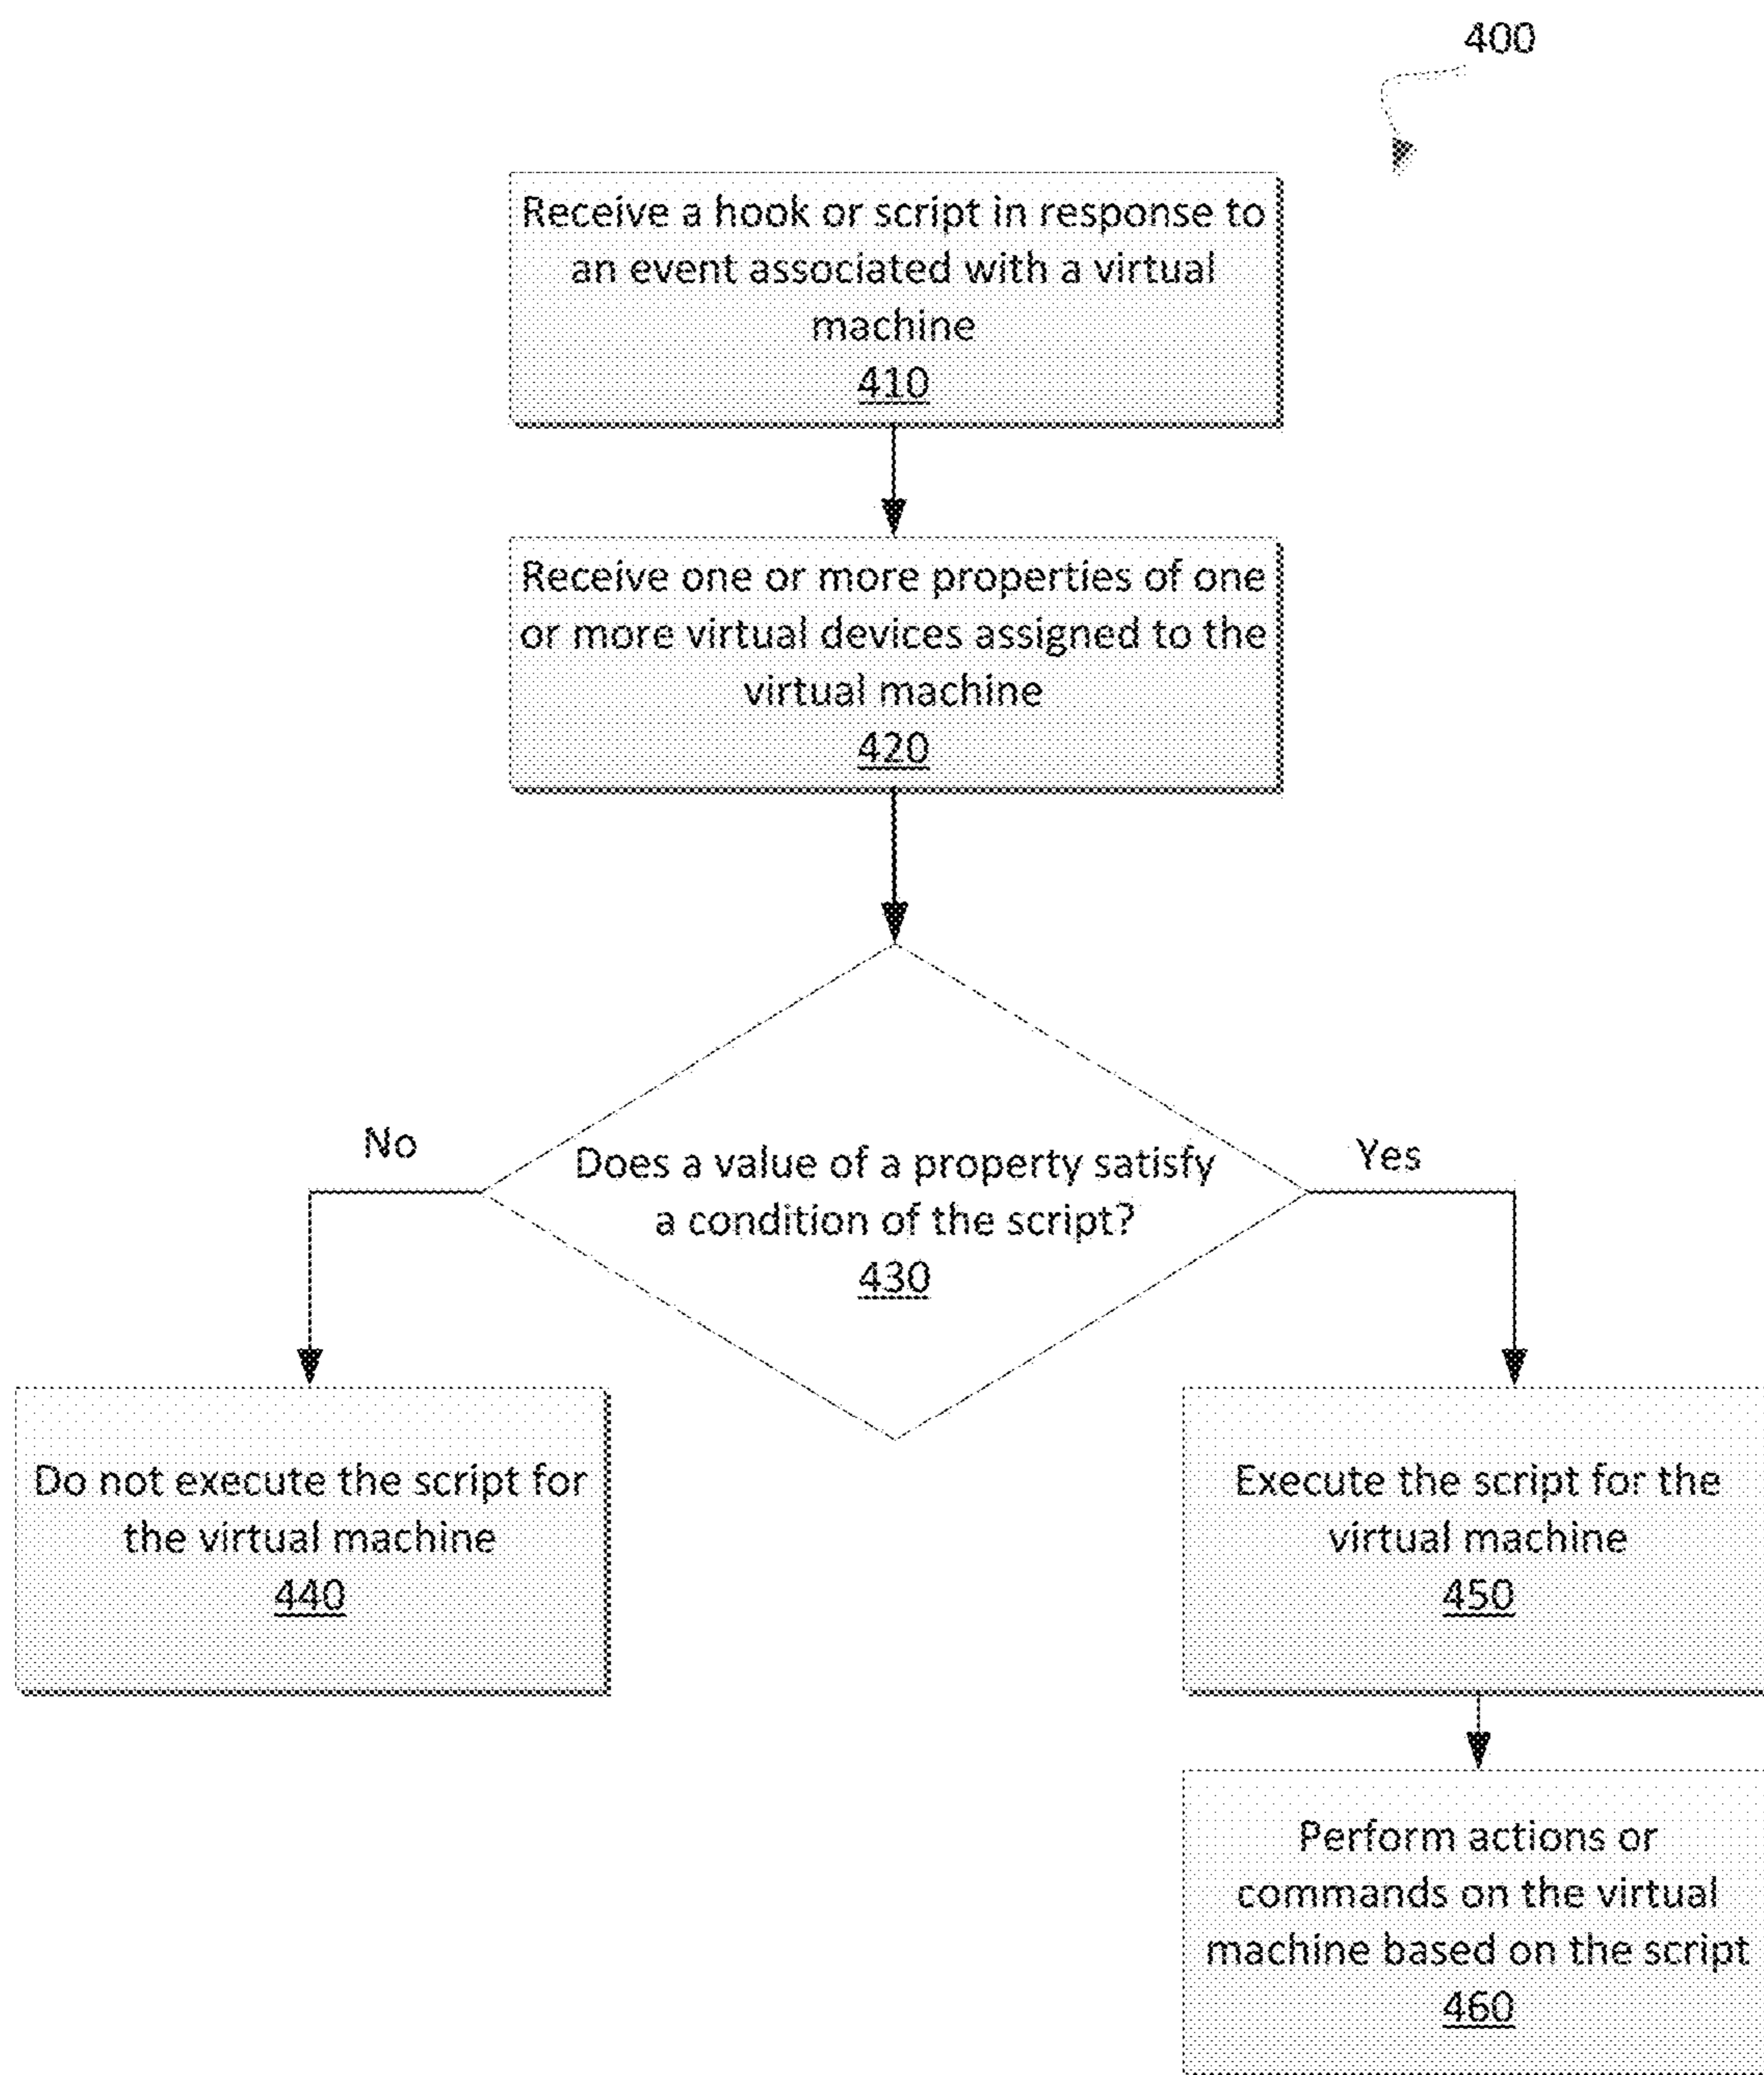 400
Receive a hook or script in response to
an event associated with a virtual
machine
410
Receive one or more properties of one
or more virtual devices assigned to the
virtual machine
420
No
Yes
Does a value of a property satisfy
a condition of the script?
430
Do not execute the script for
the virtual machine
440
Execute the script for the
virtual machine
450
Perform actions or
commands on the virtual
machine based on the script
460